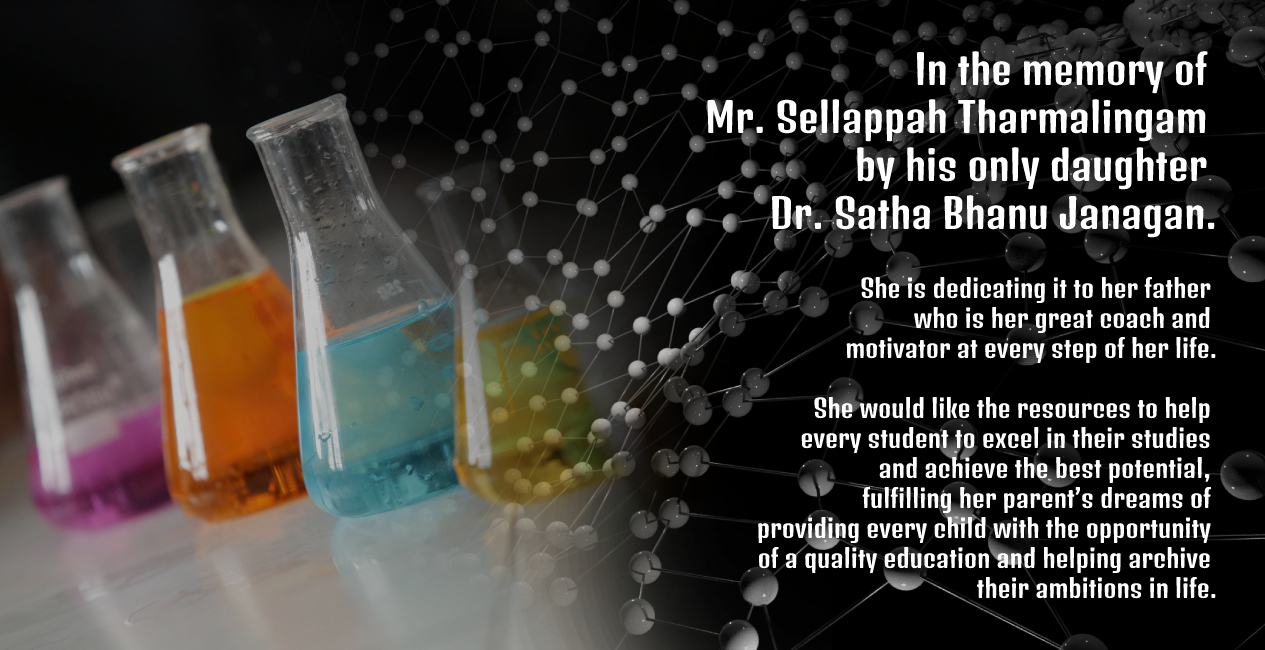 In the memory of
Mr. Sellappah Tharmalingam
by his only daughter
Dr. Satha Bhanu Janagan.
She is dedicating it to her father
who is her great coach and
motivator at every step of her life.
She would like the resources to help
every student to excel in their studies
and achieve the best potential,
fulfilling her parent’s dreams of
providing every child with the opportunity
of a quality education and helping archive
their ambitions in life.